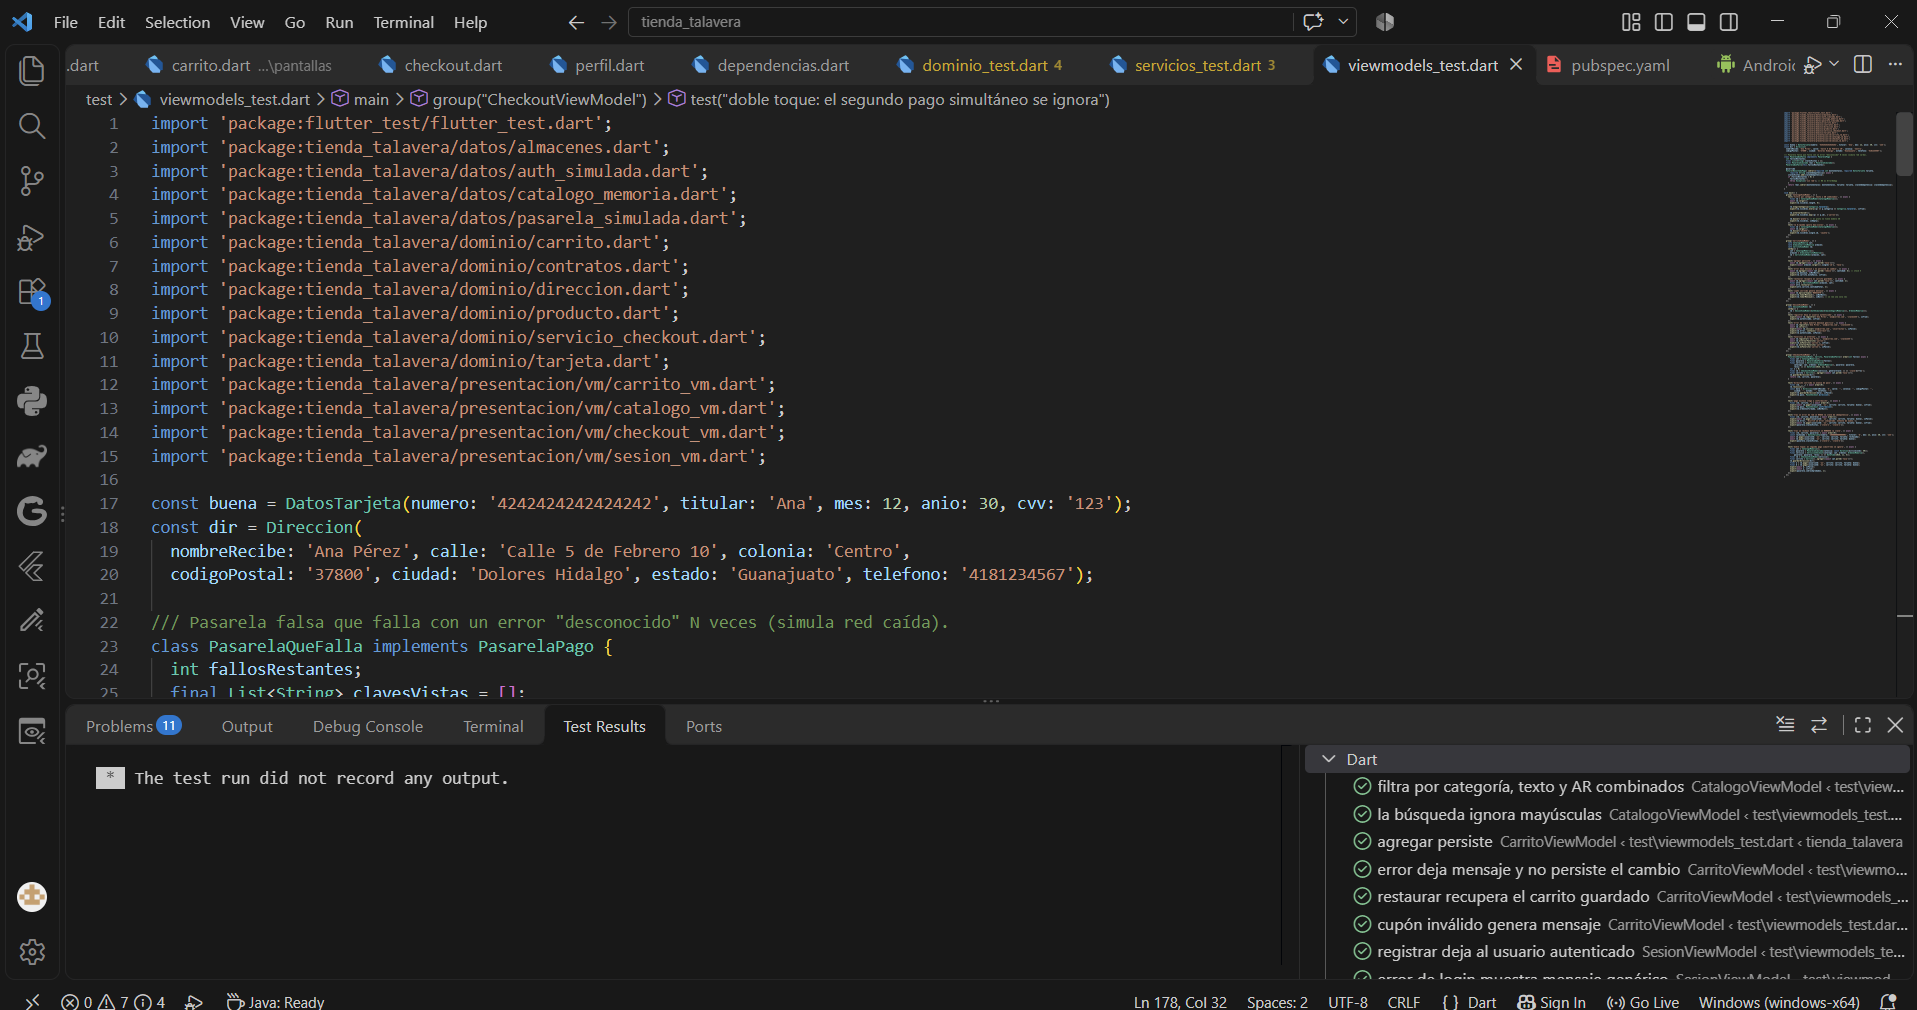 File Edit Selection View Go Run Terminal Help
tienda_talavera
.dart carrito.dart ...\pantallas checkout.dart perfil.dart dependencias.dart dominio_test.dart 4 servicios_test.dart 3 viewmodels_test.dart pubspec.yaml Androi
test > viewmodels_test.dart > main > group("CheckoutViewModel") > test("doble toque: el segundo pago simultáneo se ignora")
1 import 'package:flutter_test/flutter_test.dart';
2 import 'package:tienda_talavera/datos/almacenes.dart';
3 import 'package:tienda_talavera/datos/auth_simulada.dart';
4 import 'package:tienda_talavera/datos/catalogo_memoria.dart';
5 import 'package:tienda_talavera/datos/pasarela_simulada.dart';
6 import 'package:tienda_talavera/dominio/carrito.dart';
7 import 'package:tienda_talavera/dominio/contratos.dart';
8 import 'package:tienda_talavera/dominio/direccion.dart';
9 import 'package:tienda_talavera/dominio/producto.dart';
10 import 'package:tienda_talavera/dominio/servicio_checkout.dart';
11 import 'package:tienda_talavera/dominio/tarjeta.dart';
12 import 'package:tienda_talavera/presentacion/vm/carrito_vm.dart';
13 import 'package:tienda_talavera/presentacion/vm/catalogo_vm.dart';
14 import 'package:tienda_talavera/presentacion/vm/checkout_vm.dart';
15 import 'package:tienda_talavera/presentacion/vm/sesion_vm.dart';
16
17 const buena = DatosTarjeta(numero: '4242424242424242', titular: 'Ana', mes: 12, anio: 30, cvv: '123');
18 const dir = Direccion(
19 nombreRecibe: 'Ana Pérez', calle: 'Calle 5 de Febrero 10', colonia: 'Centro',
20 codigoPostal: '37800', ciudad: 'Dolores Hidalgo', estado: 'Guanajuato', telefono: '4181234567');
21
22 /// Pasarela falsa que falla con un error "desconocido" N veces (simula red caída).
23 class PasarelaQueFalla implements PasarelaPago {
24 int fallosRestantes;
25 final List<String> clavesVistas = [];
Problems 11 Output Debug Console Terminal Test Results Ports
* The test run did not record any output.
Dart
filtra por categoría, texto y AR combinados CatalogoViewModel ‹ test\view...
la búsqueda ignora mayúsculas CatalogoViewModel ‹ test\viewmodels_test....
agregar persiste CarritoViewModel ‹ test\viewmodels_test.dart ‹ tienda_talavera
error deja mensaje y no persiste el cambio CarritoViewModel ‹ test\viewmo...
restaurar recupera el carrito guardado CarritoViewModel ‹ test\viewmodels_...
cupón inválido genera mensaje CarritoViewModel ‹ test\viewmodels_test.dar...
registrar deja al usuario autenticado SesionViewModel ‹ test\viewmodels_te...
error de login muestra mensaje genérico SesionViewModel ‹ test\viewmod...
0 7 4 Java: Ready Ln 178, Col 32 Spaces: 2 UTF-8 CRLF {} Dart Sign In Go Live Windows (windows-x64)
1